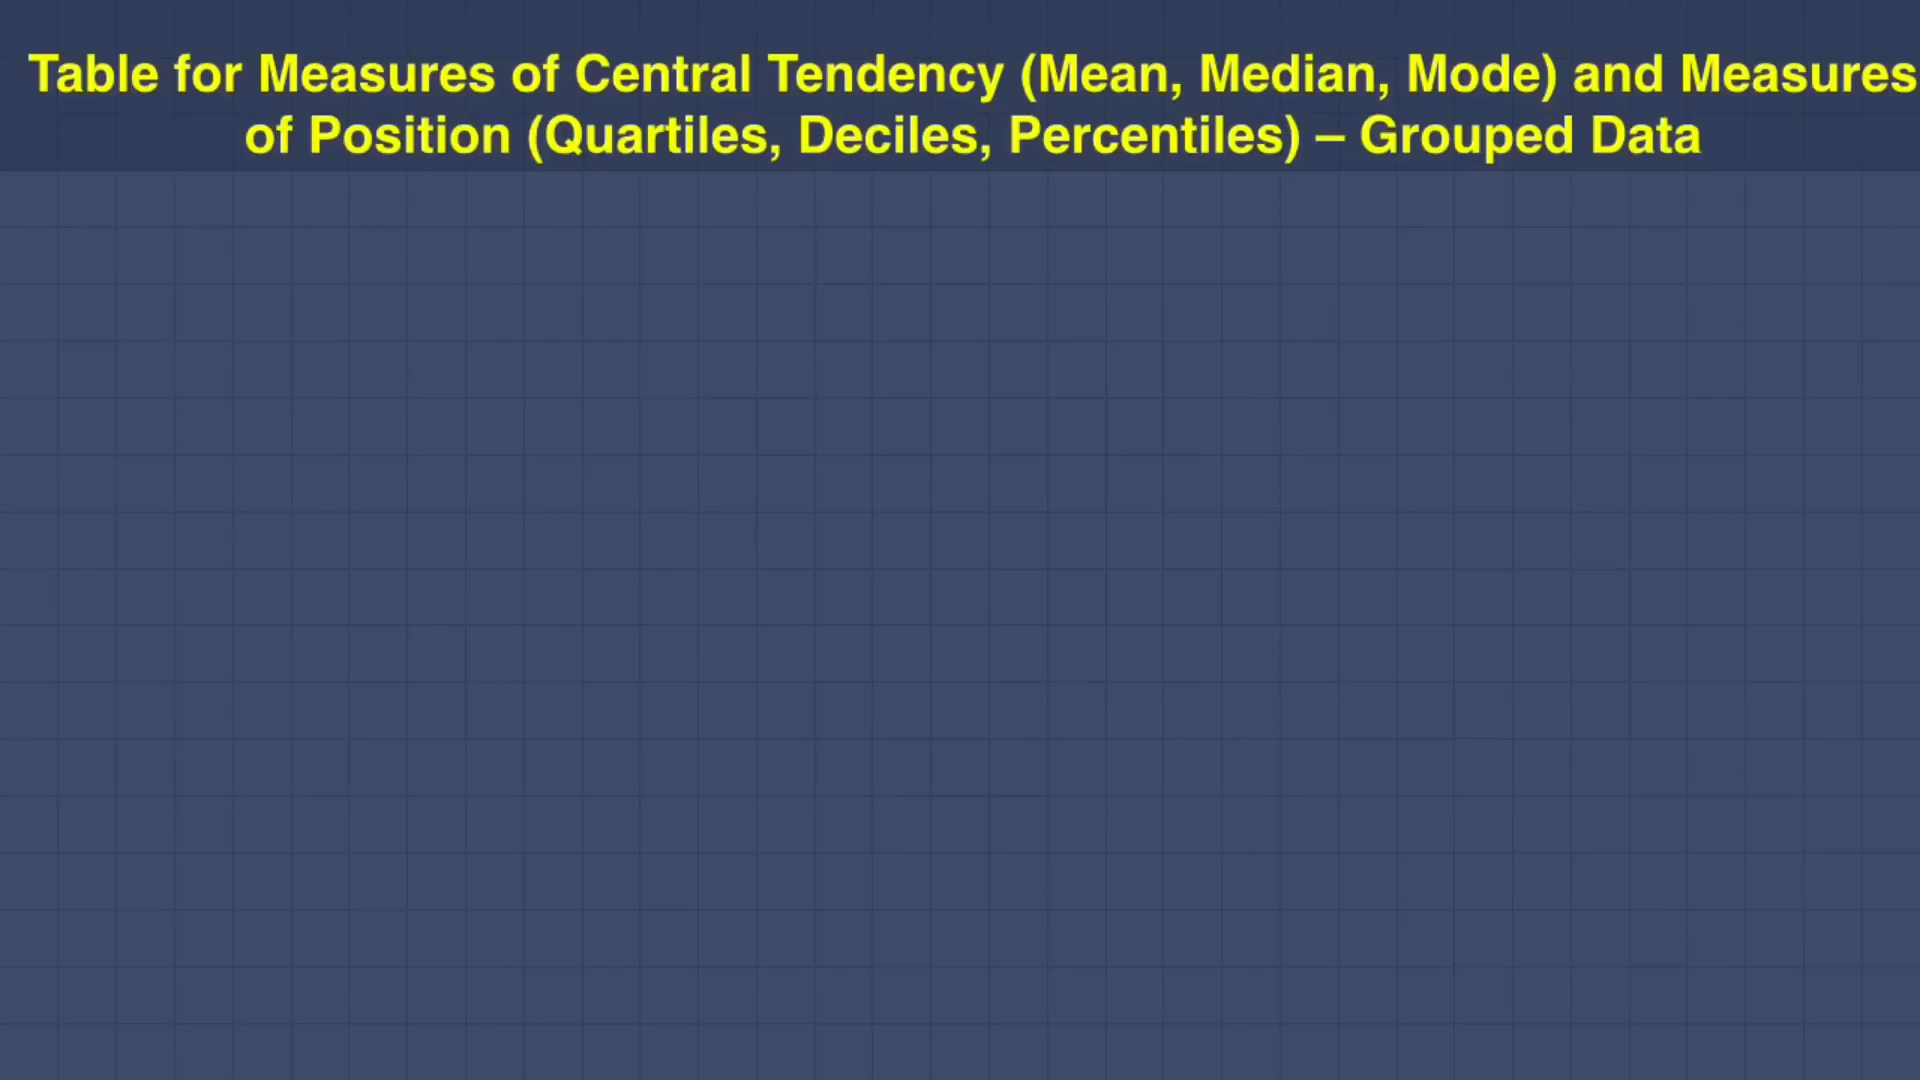 Table for Measures of Central Tendency (Mean, Median, Mode) and Measures
of Position (Quartiles, Deciles, Percentiles) – Grouped Data